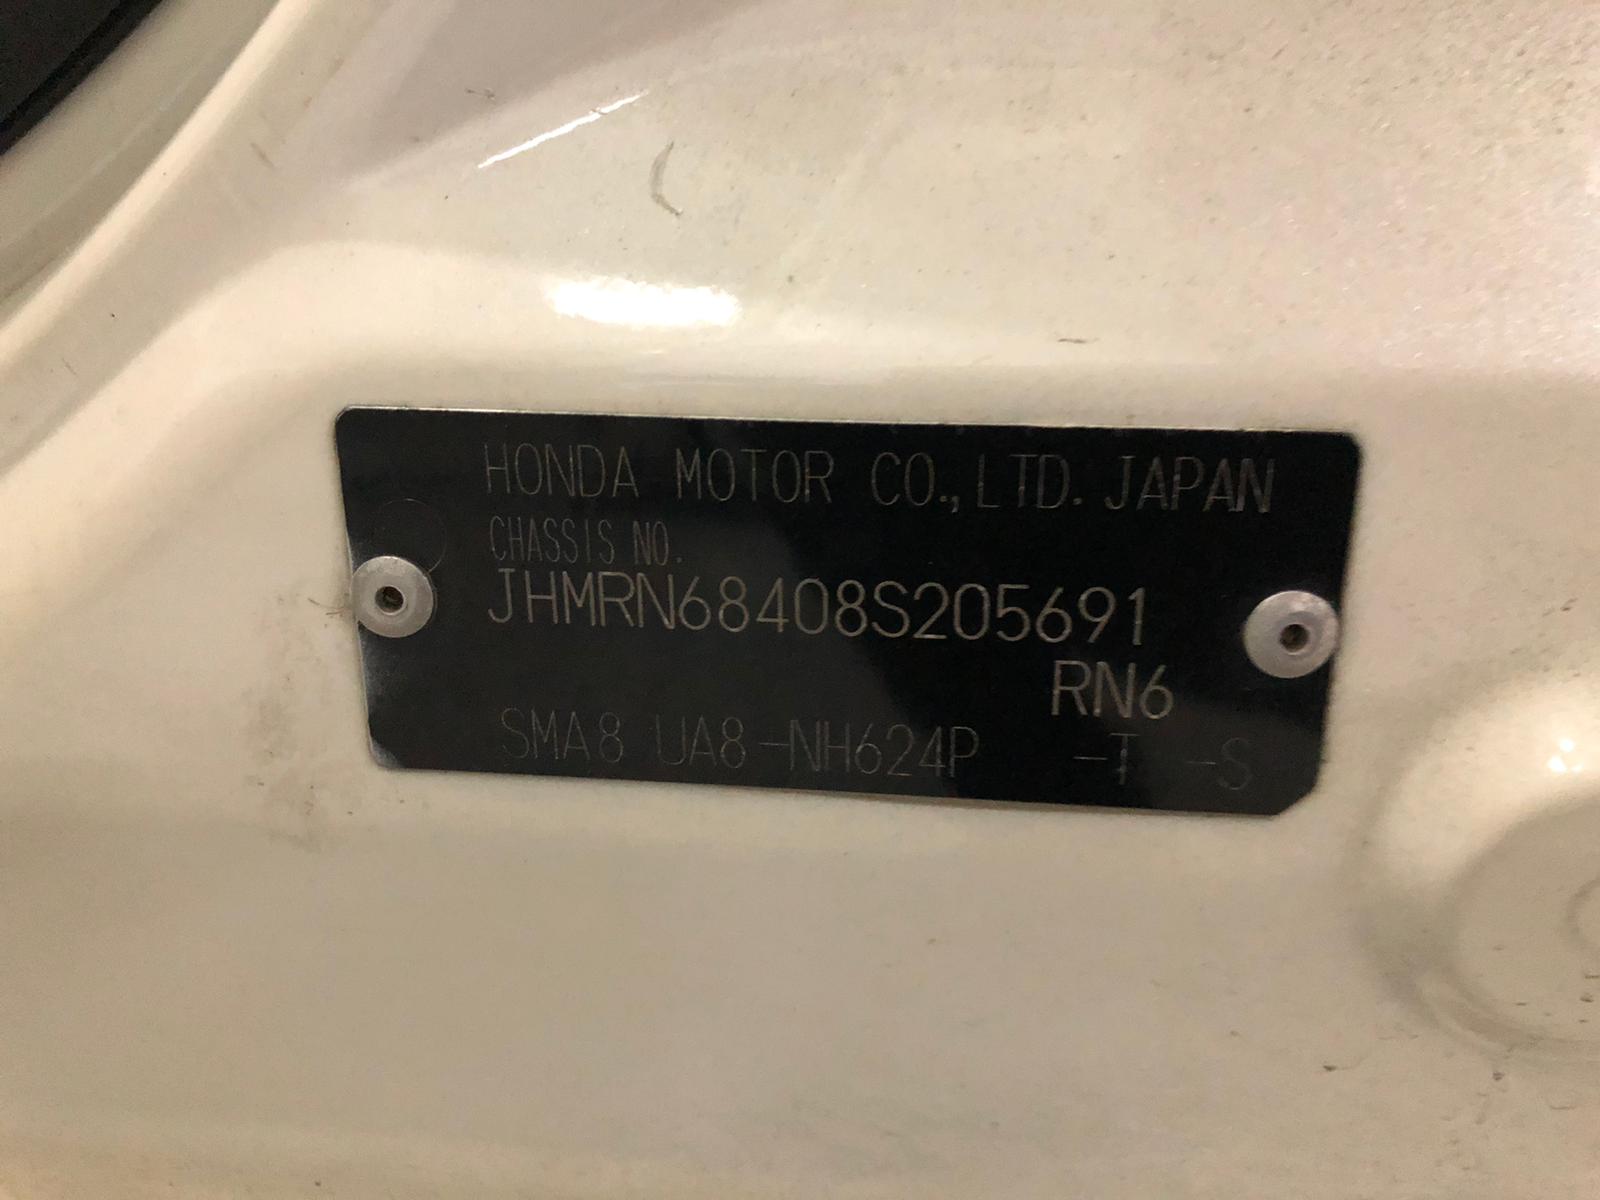 HONDA MOTOR CO., LTD. JAPAN
CHASSIS NO.
JHMRN68408S205691
RN6
SMA8 UA8-NH624P -T -S